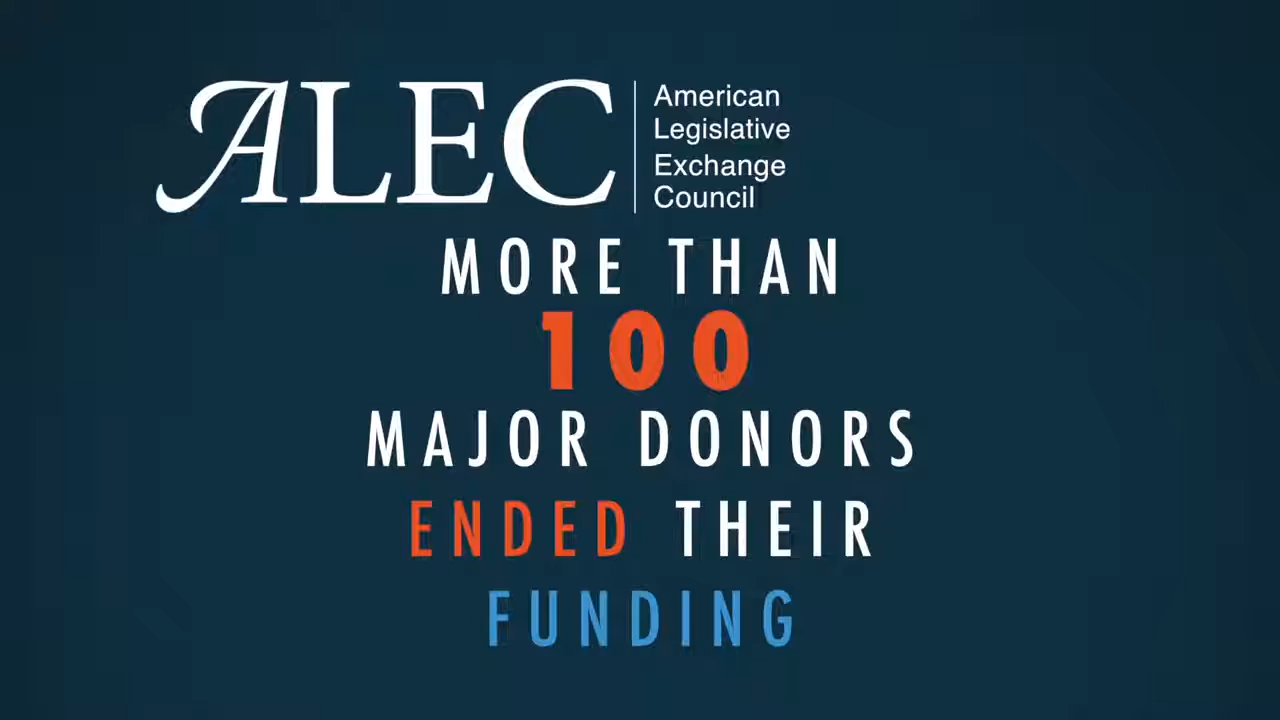 ALEC
American
Legislative
Exchange
Council
MORE THAN
100
MAJOR DONORS
ENDED THEIR
FUNDING